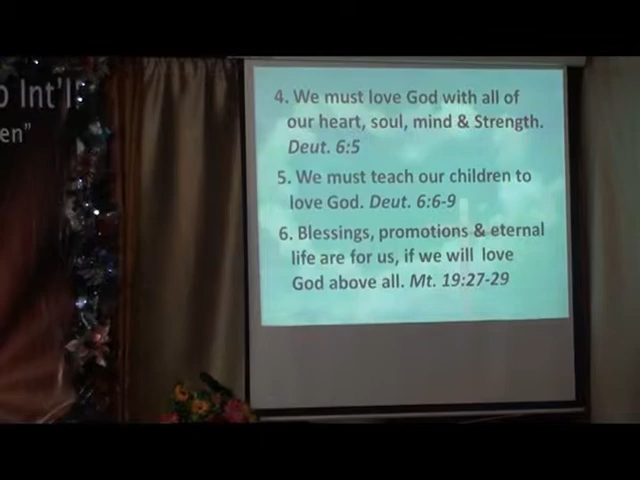 o Int'l
en"
4. We must love God with all of
our heart, soul, mind & Strength.
Deut. 6:5
5. We must teach our children to
love God. Deut. 6:6-9
6. Blessings, promotions & eternal
life are for us, if we will love
God above all. Mt. 19:27-29